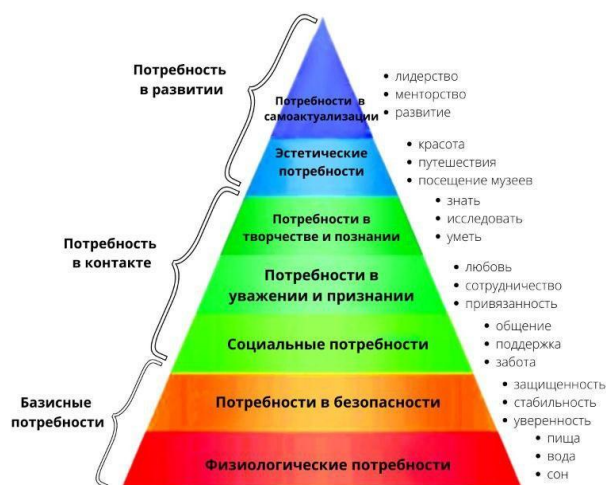 Потребность
в развитии
Потребности в
самоактуализации
• лидерство
• менторство
• развитие
Эстетические
потребности
• красота
• путешествия
• посещение музеев
Потребность
в контакте
Потребности в
творчестве и познании
• знать
• исследовать
• уметь
Потребности в
уважении и признании
• любовь
• сотрудничество
• привязанность
Социальные потребности
• общение
• поддержка
• забота
Базисные
потребности
Потребности в безопасности
• защищенность
• стабильность
• уверенность
Физиологические потребности
• пища
• вода
• сон